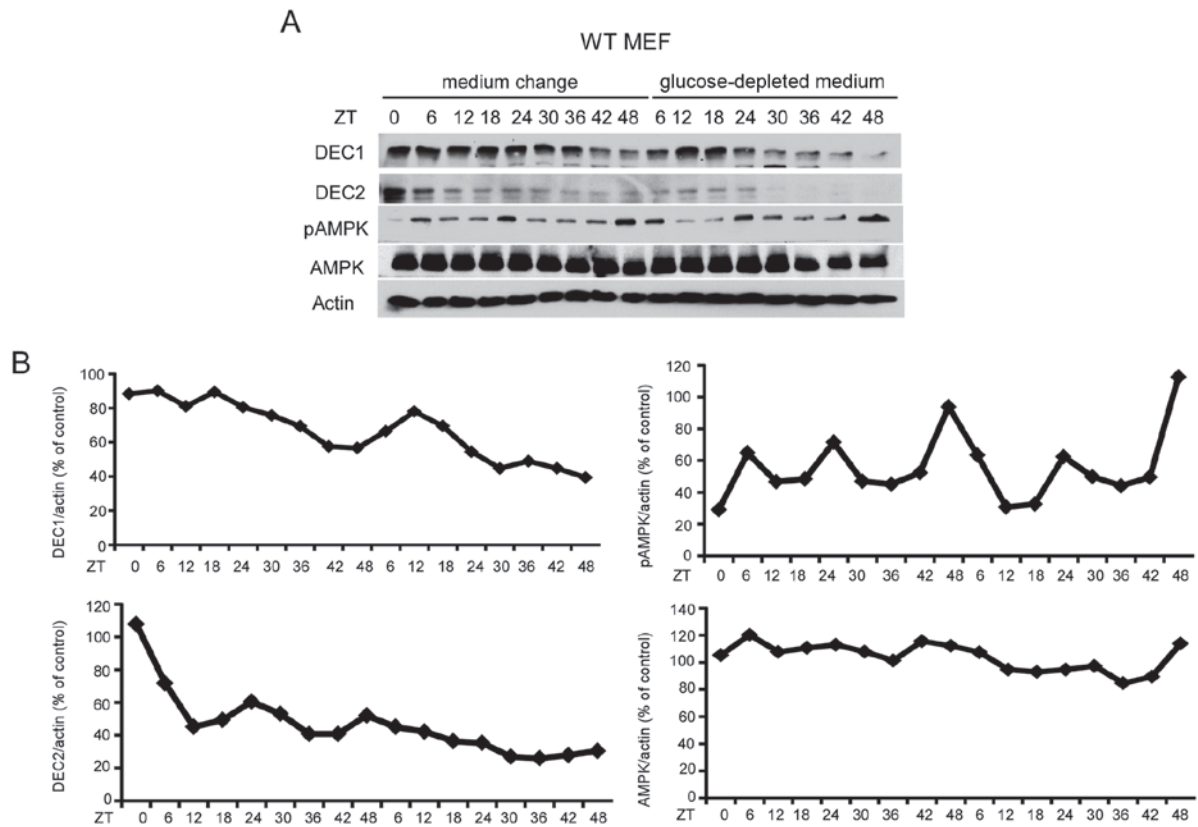 A
WT MEF
medium change glucose-depleted medium
ZT 0 6 12 18 24 30 36 42 48 6 12 18 24 30 36 42 48
DEC1
DEC2
pAMPK
AMPK
Actin
B
DEC1/actin (% of control)
100
80
60
40
20
0
ZT 0 6 12 18 24 30 36 42 48 6 12 18 24 30 36 42 48
pAMPK/actin (% of control)
120
100
80
60
40
20
0
ZT 0 6 12 18 24 30 36 42 48 6 12 18 24 30 36 42 48
DEC2/actin (% of control)
120
100
80
60
40
20
0
ZT 0 6 12 18 24 30 36 42 48 6 12 18 24 30 36 42 48
AMPK/actin (% of control)
140
120
100
80
60
40
20
0
ZT 0 6 12 18 24 30 36 42 48 6 12 18 24 30 36 42 48